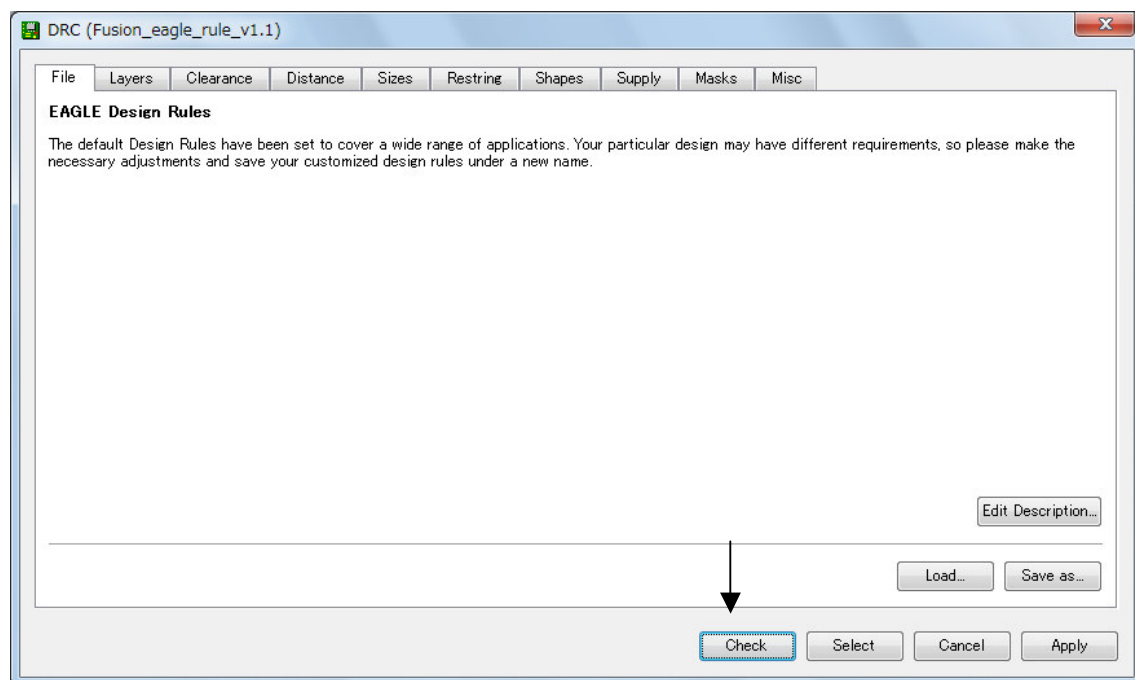 DRC (Fusion_eagle_rule_v1.1)
File Layers Clearance Distance Sizes Restring Shapes Supply Masks Misc
EAGLE Design Rules
The default Design Rules have been set to cover a wide range of applications. Your particular design may have different requirements, so please make the
necessary adjustments and save your customized design rules under a new name.
Edit Description...
Load... Save as...
Check Select Cancel Apply